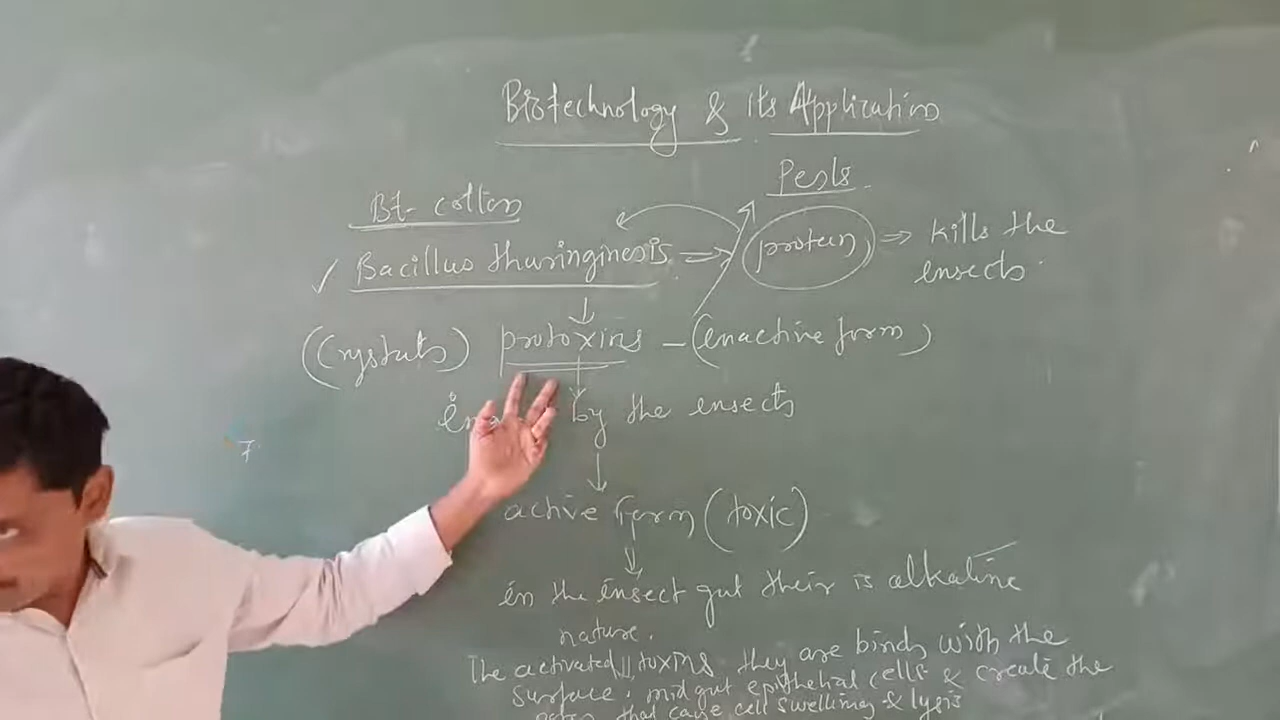 Biotechnology & its Applications
Pests
Bt- cotton
Bacillus thuringinesis ⇒ protein ⇒ kills the
insects.
(Crystals) protoxins - (enactive form)
by the insects
active form (toxic)
in the insect gut their is alkaline
nature.
The activated toxins they are binds with the
surface. midgut epithelial cells & create the
that cause cell swelling & lysis